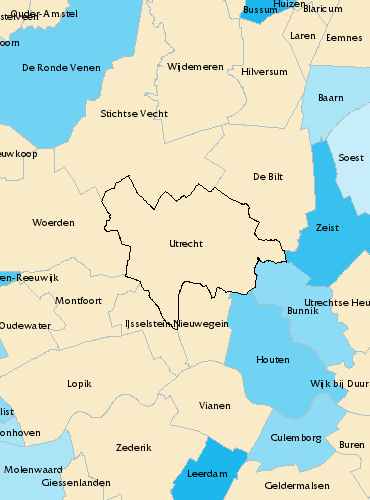 Huizen
Bussum
Blaricum
Ouder-Amstel
stelveen
Laren
Eemnes
oorn
De Ronde Venen
Wijdemeren
Hilversum
Baarn
Stichtse Vecht
euwkoop
Soest
De Bilt
Woerden
Zeist
Utrecht
en-Reeuwijk
Montfoort
Utrechtse Heu
Bunnik
Oudewater
IJsselstein
Nieuwegein
Houten
Lopik
Wijk bij Duur
Vianen
list
onhoven
Culemborg
Zederik
Buren
Molenwaard
Leerdam
Giessenlanden
Geldermalsen